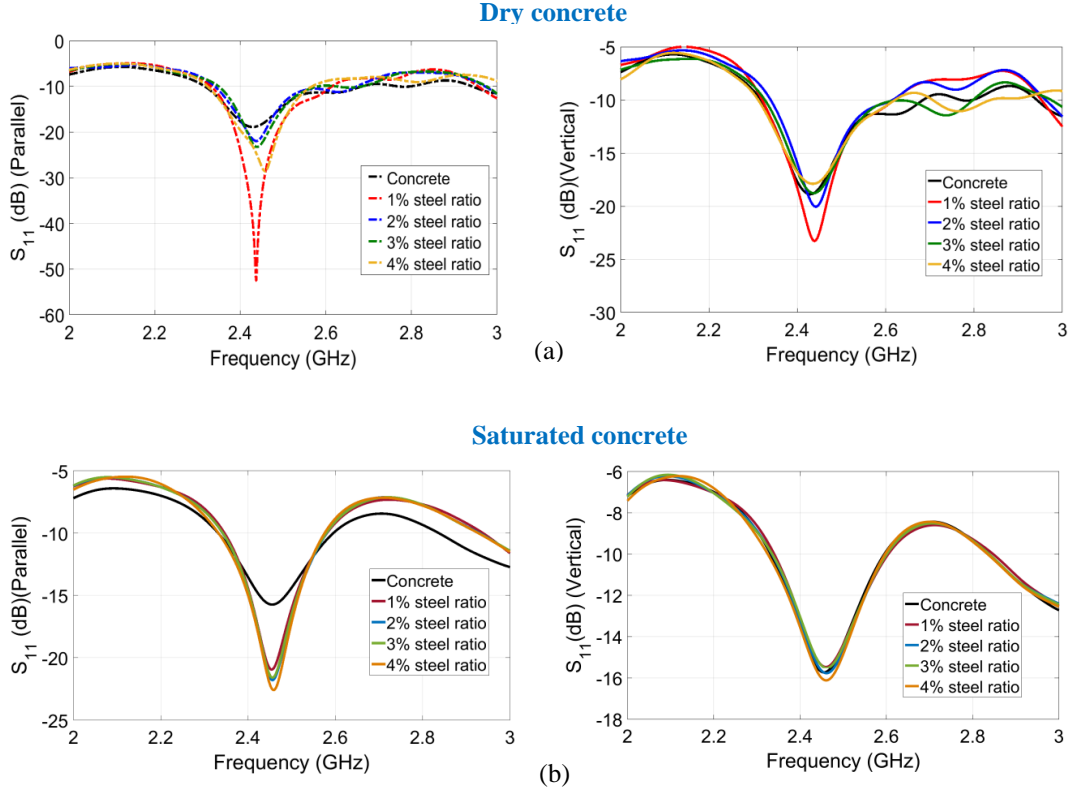 Dry concrete
S11 (dB) (Parallel)
0
-10
-20
-30
-40
-50
-60
2
2.2
2.4
2.6
2.8
3
Frequency (GHz)
Concrete
1% steel ratio
2% steel ratio
3% steel ratio
4% steel ratio
S11 (dB)(Vertical)
-5
-10
-15
-20
-25
-30
2
2.2
2.4
2.6
2.8
3
Frequency (GHz)
Concrete
1% steel ratio
2% steel ratio
3% steel ratio
4% steel ratio
(a)
Saturated concrete
S11 (dB)(Parallel)
-5
-10
-15
-20
-25
2
2.2
2.4
2.6
2.8
3
Frequency (GHz)
Concrete
1% steel ratio
2% steel ratio
3% steel ratio
4% steel ratio
S11(dB) (Vertical)
-6
-8
-10
-12
-14
-16
-18
2
2.2
2.4
2.6
2.8
3
Frequency (GHz)
Concrete
1% steel ratio
2% steel ratio
3% steel ratio
4% steel ratio
(b)